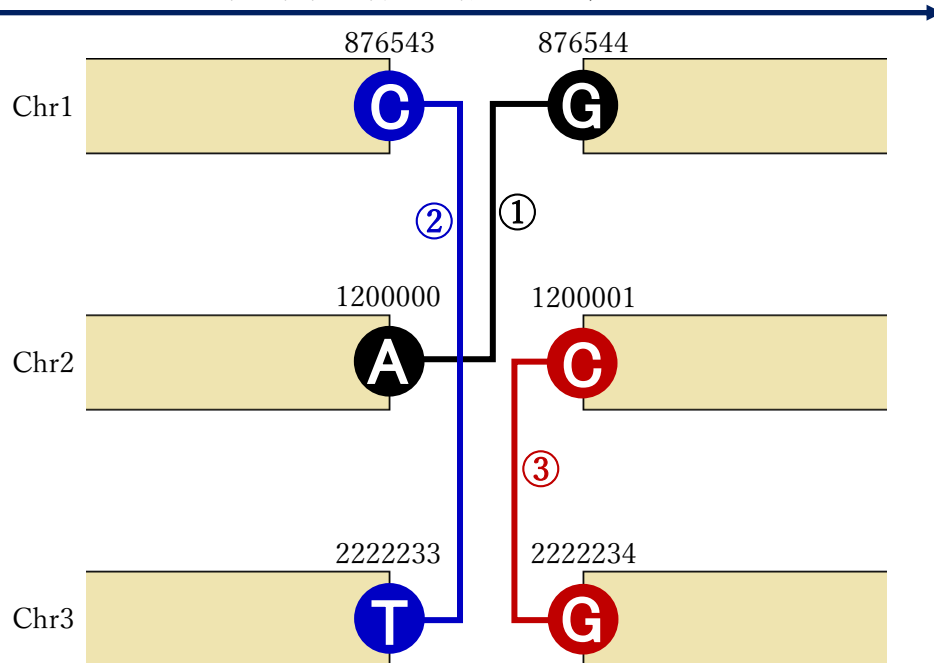 876543 876544
Chr1 C G
② ①
1200000 1200001
Chr2 A C
③
2222233 2222234
Chr3 T G